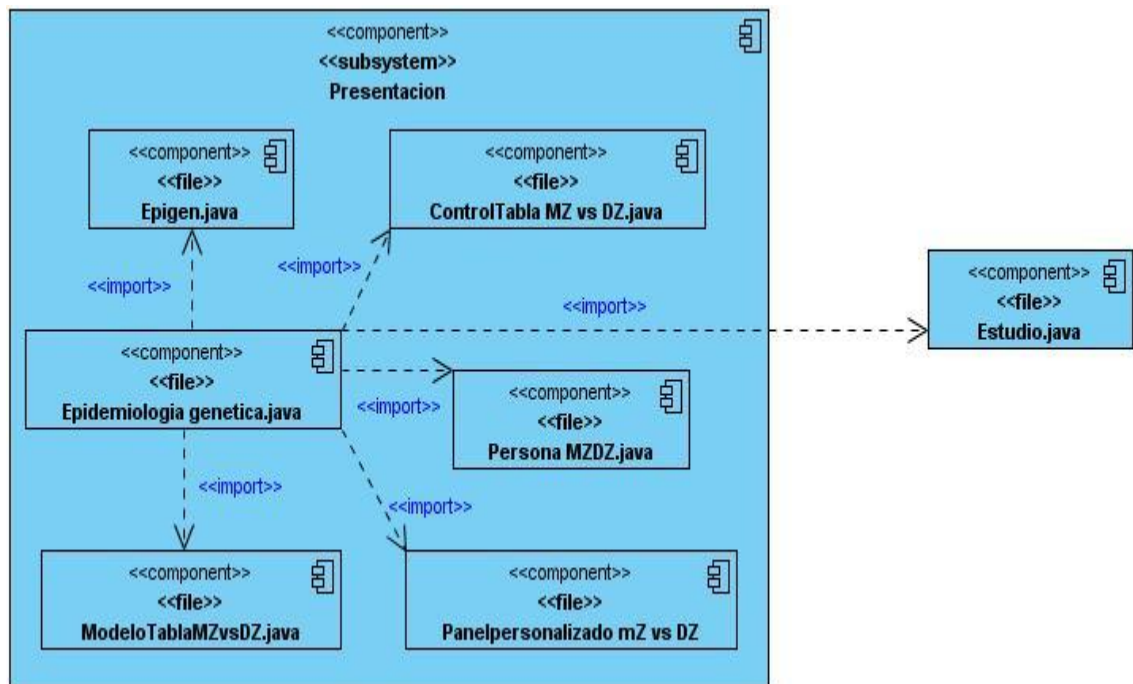 <<component>>
<<subsystem>>
Presentacion
<<component>>
<<file>>
Epigen.java
<<component>>
<<file>>
ControlTabla MZ vs DZ.java
<<import>>
<<import>>
<<import>>
<<component>>
<<file>>
Estudio.java
<<component>>
<<file>>
Epidemiologia genetica.java
<<import>>
<<component>>
<<file>>
Persona MZDZ.java
<<import>>
<<import>>
<<component>>
<<file>>
ModeloTablaMZvsDZ.java
<<component>>
<<file>>
Panelpersonalizado mZ vs DZ